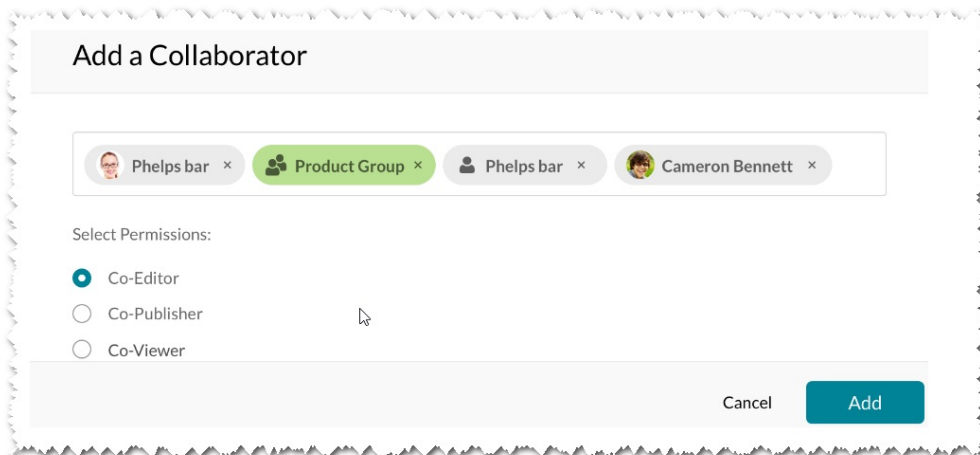 Add a Collaborator
Phelps bar × Product Group × Phelps bar × Cameron Bennett ×
Select Permissions:
Co-Editor
Co-Publisher
Co-Viewer
Cancel Add